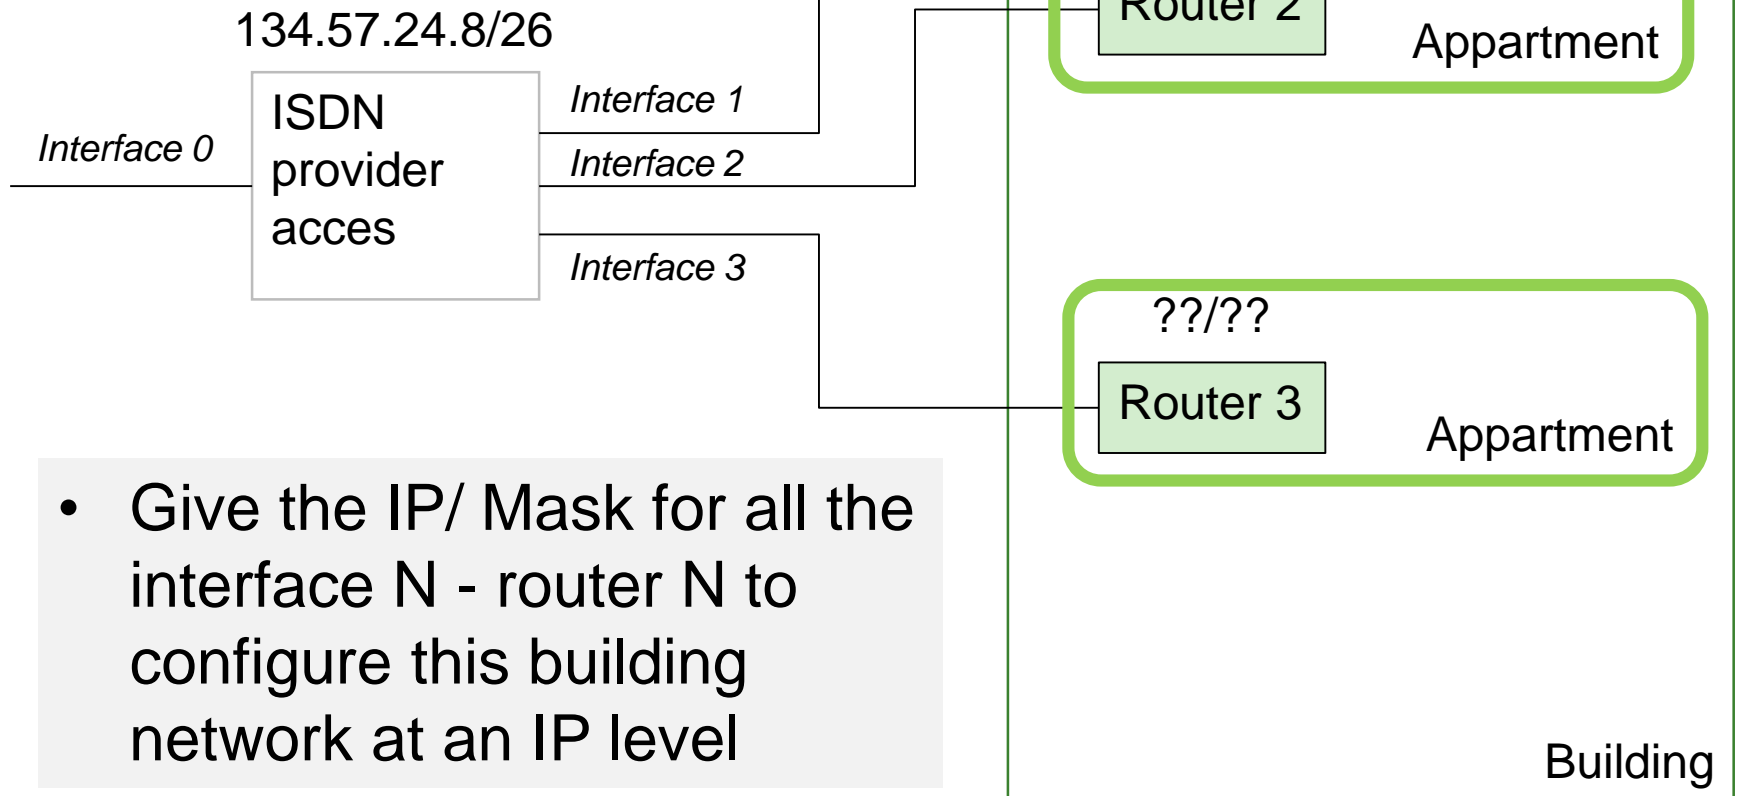 Router 2
134.57.24.8/26
Appartment
Interface 1
ISDN
provider
acces
Interface 0
Interface 2
Interface 3
??/??
Router 3
Appartment
• Give the IP/ Mask for all the
interface N - router N to
configure this building
network at an IP level
Building